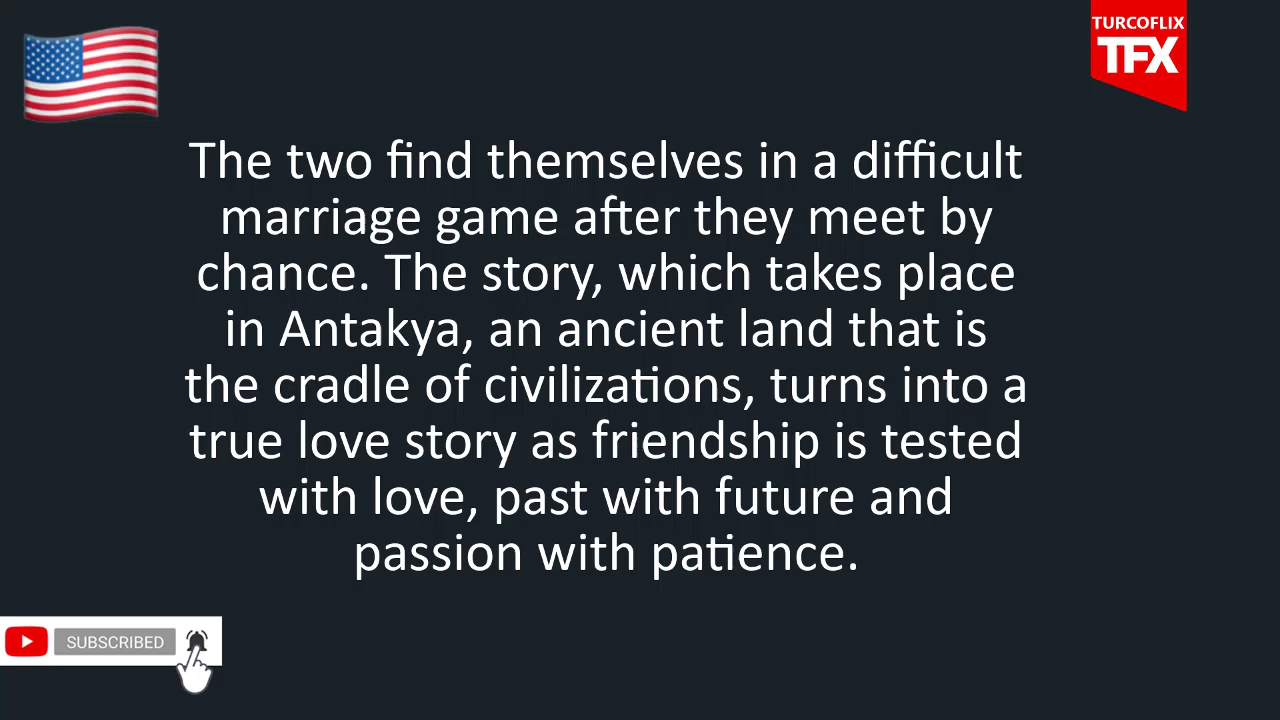 TURCOFLIX
TFX
The two find themselves in a difficult
marriage game after they meet by
chance. The story, which takes place
in Antakya, an ancient land that is
the cradle of civilizations, turns into a
true love story as friendship is tested
with love, past with future and
passion with patience.
SUBSCRIBED